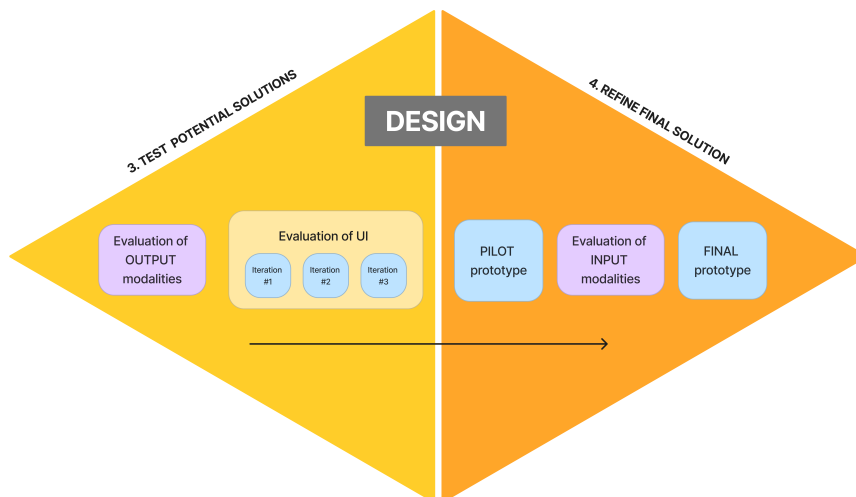 3. TEST POTENTIAL SOLUTIONS
4. REFINE FINAL SOLUTION
DESIGN
Evaluation of
OUTPUT
modalities
Evaluation of UI
Iteration
#1
Iteration
#2
Iteration
#3
PILOT
prototype
Evaluation of
INPUT
modalities
FINAL
prototype